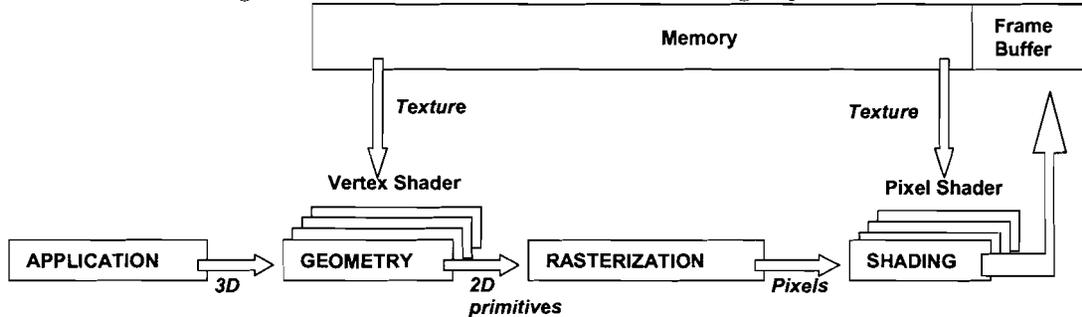 Memory
Frame
Buffer
Texture
Texture
Vertex Shader
Pixel Shader
APPLICATION
GEOMETRY
RASTERIZATION
SHADING
3D
2D
primitives
Pixels